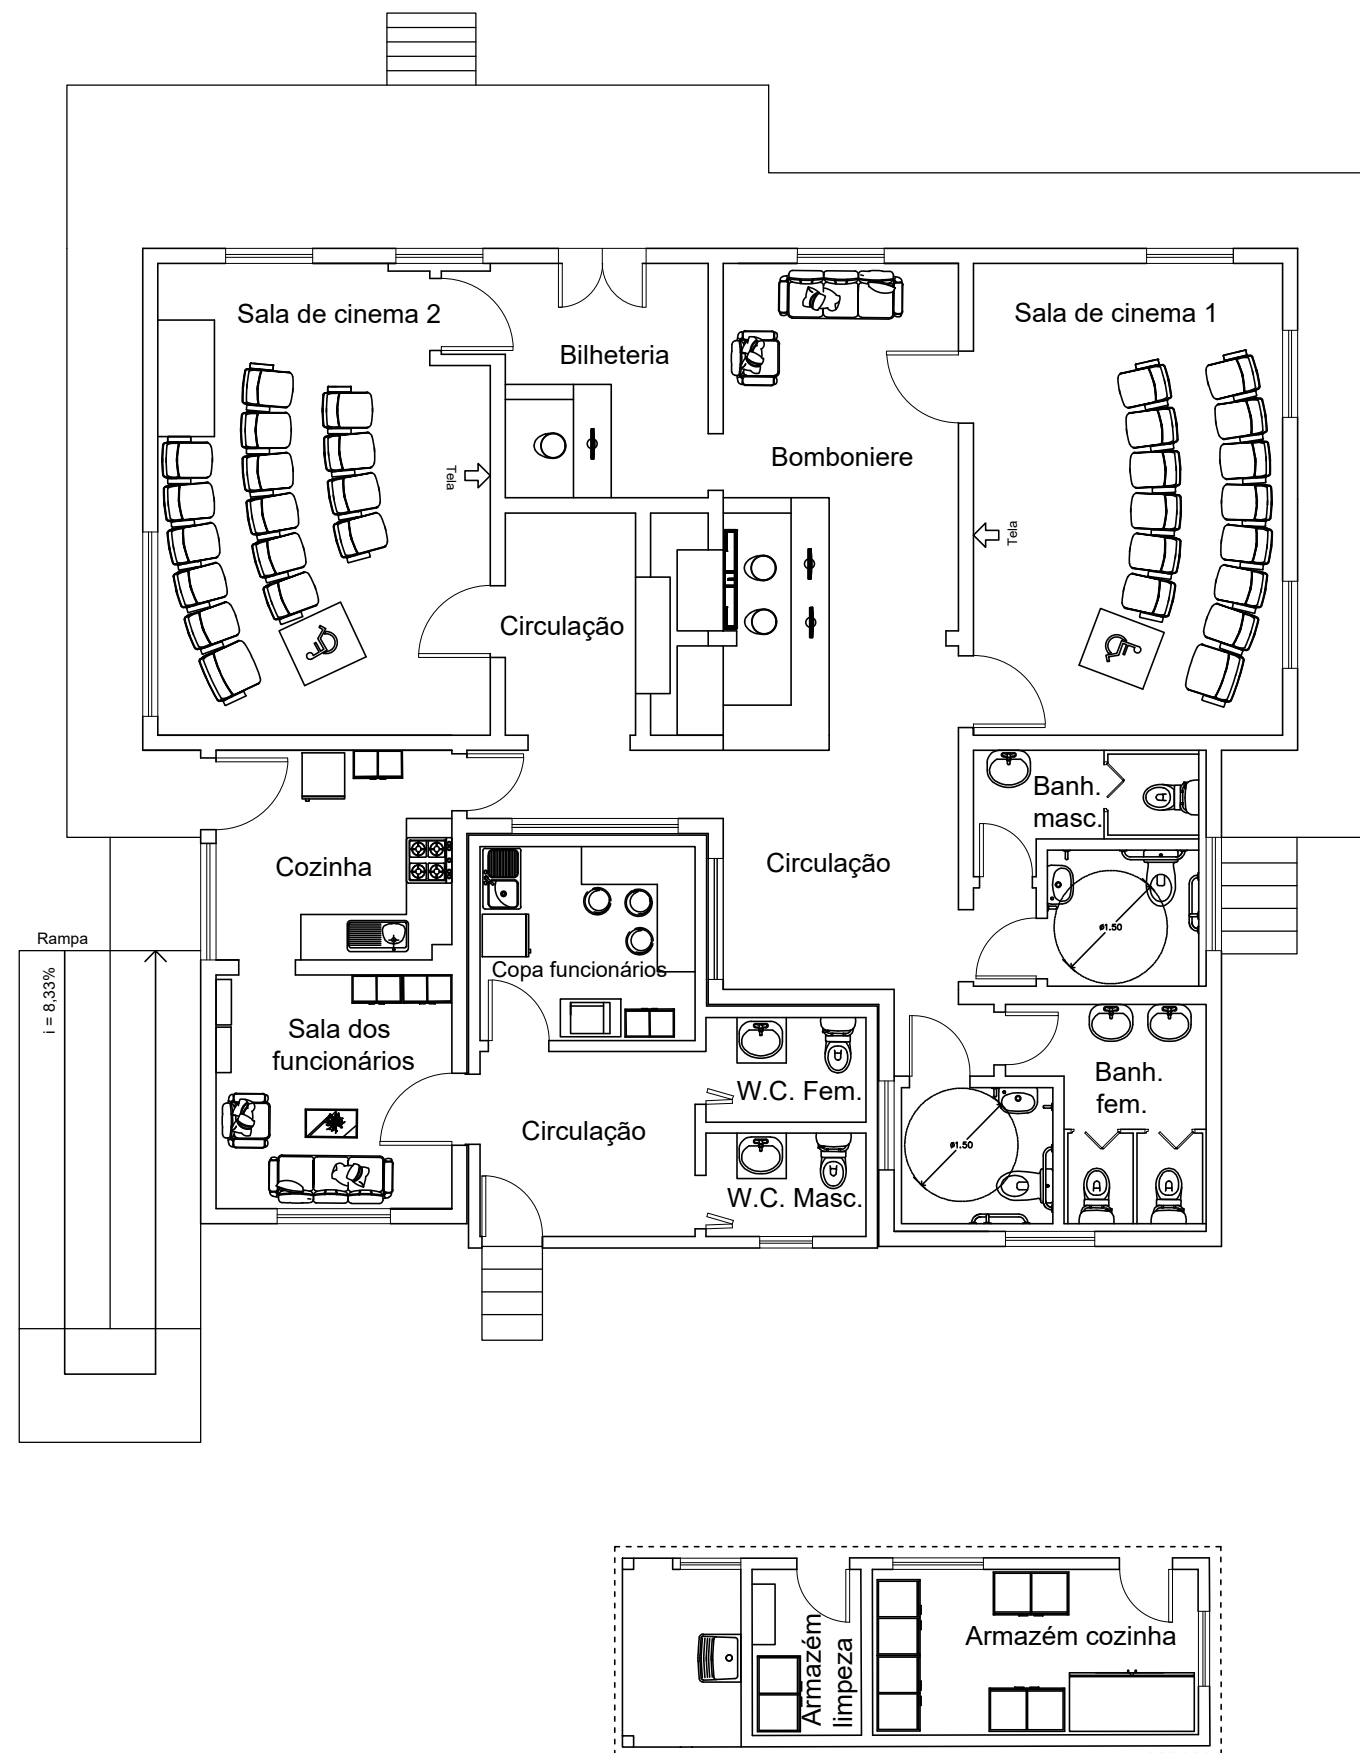 Sala de cinema 2
Sala de cinema 1
Bilheteria
Bomboniere
Tela
Tela
Circulação
Banh.
masc.
Cozinha
Circulação
ø1.50
Rampa
i = 8,33%
Copa funcionários
Sala dos
funcionários
W.C. Fem.
Banh.
fem.
Circulação
ø1.50
W.C. Masc.
Armazém
limpeza
Armazém cozinha